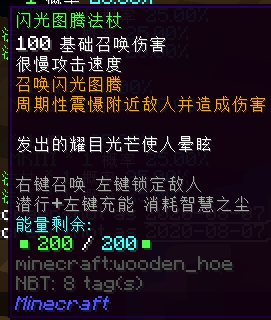 闪光图腾法杖
100 基础召唤伤害
很慢攻击速度
召唤闪光图腾
周期性震慑附近敌人并造成伤害
发出的耀目光芒使人晕眩
右键召唤 左键锁定敌人
潜行+左键充能 消耗智慧之尘
能量剩余:
▪ 200 / 200 ▪
minecraft:wooden_hoe
NBT: 8 tag(s)
Minecraft